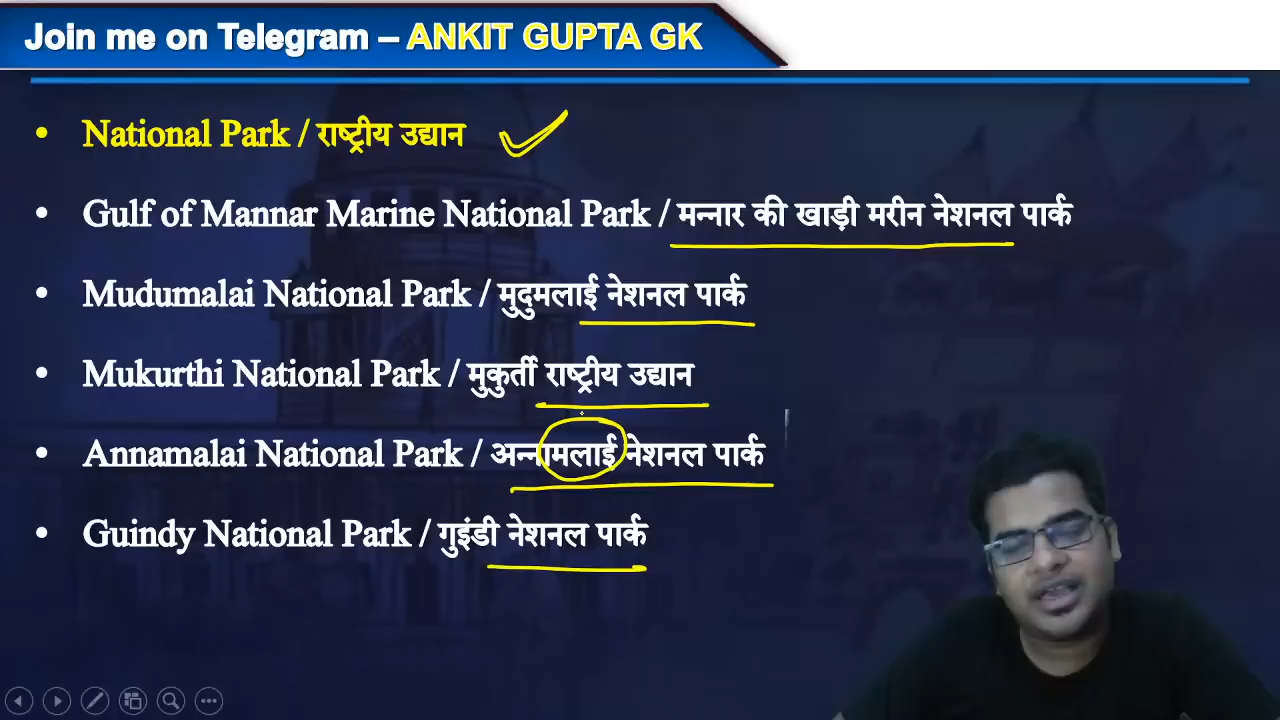 Join me on Telegram – ANKIT GUPTA GK
• National Park / राष्ट्रीय उद्यान
• Gulf of Mannar Marine National Park / मन्नार की खाड़ी मरीन नेशनल पार्क
• Mudumalai National Park / मुदुमलाई नेशनल पार्क
• Mukurthi National Park / मुकुर्ती राष्ट्रीय उद्यान
• Annamalai National Park / अन्नामलाई नेशनल पार्क
• Guindy National Park / गुइंडी नेशनल पार्क